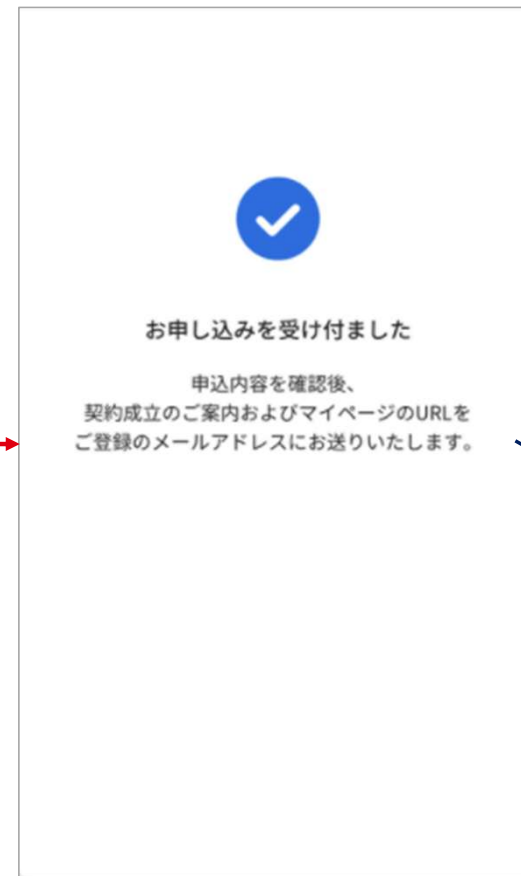 お申し込みを受け付ました
申込内容を確認後、
契約成立のご案内およびマイページのURLを
ご登録のメールアドレスにお送りいたします。